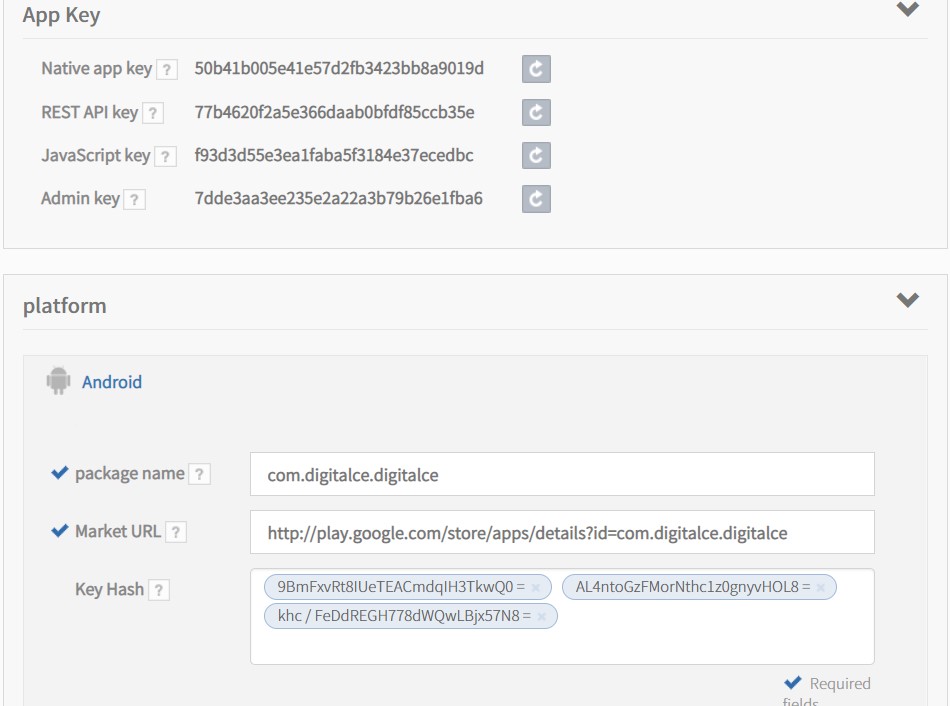 App Key
Native app key ? 50b41b005e41e57d2fb3423bb8a9019d
REST API key ? 77b4620f2a5e366daab0bfdf85ccb35e
JavaScript key ? f93d3d55e3ea1faba5f3184e37ecedbc
Admin key ? 7dde3aa3ee235e2a22a3b79b26e1fba6
platform
Android
package name ? com.digitalce.digitalce
Market URL ? http://play.google.com/store/apps/details?id=com.digitalce.digitalce
Key Hash ? 9BmFxvRt8IUeTEACmdqIH3TkwQ0 = × AL4ntoGzFMorNthc1z0gnyvHOL8 = ×
khc / FeDdREGH778dWQwLBjx57N8 = ×
Required
fields